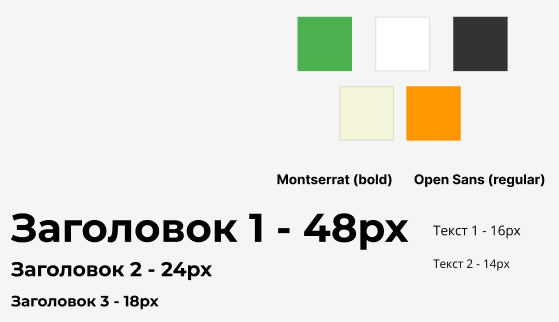 Montserrat (bold) Open Sans (regular)
Заголовок 1 - 48px
Текст 1 - 16px
Заголовок 2 - 24px
Текст 2 - 14px
Заголовок 3 - 18px